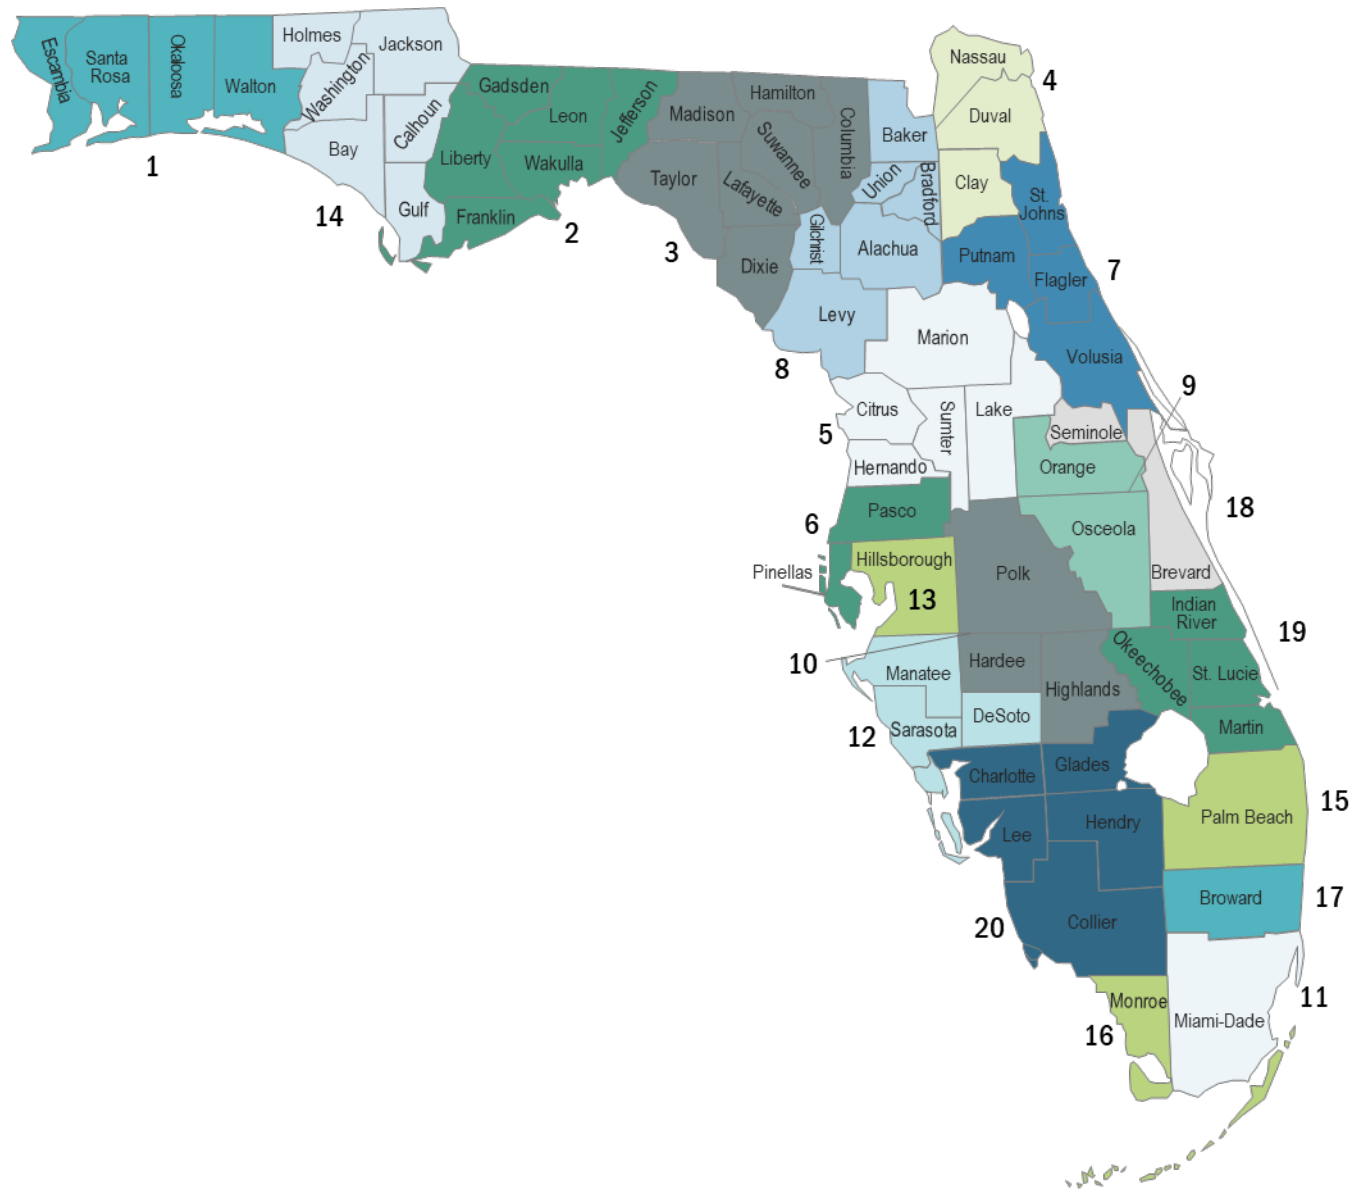 Escambia
Santa
Rosa
Okaloosa
Walton
Holmes
Washington
Jackson
Bay
Calhoun
Gulf
1
14
Gadsden
Leon
Jefferson
Liberty
Wakulla
Franklin
2
Madison
Hamilton
Suwannee
Columbia
Taylor
Lafayette
Dixie
3
Nassau
Duval
Clay
4
Baker
Union
Bradford
Gilchrist
Alachua
Levy
8
St.
Johns
Putnam
Flagler
Volusia
7
Marion
Citrus
Sumter
Lake
Hernando
5
9
Seminole
Orange
Osceola
Brevard
18
Pasco
6
Pinellas
Hillsborough
13
Polk
10
Hardee
Highlands
Indian
River
Okeechobee
St. Lucie
Martin
19
Manatee
Sarasota
DeSoto
12
Charlotte
Glades
Lee
Hendry
Collier
20
Palm Beach
15
Broward
17
Miami-Dade
11
Monroe
16